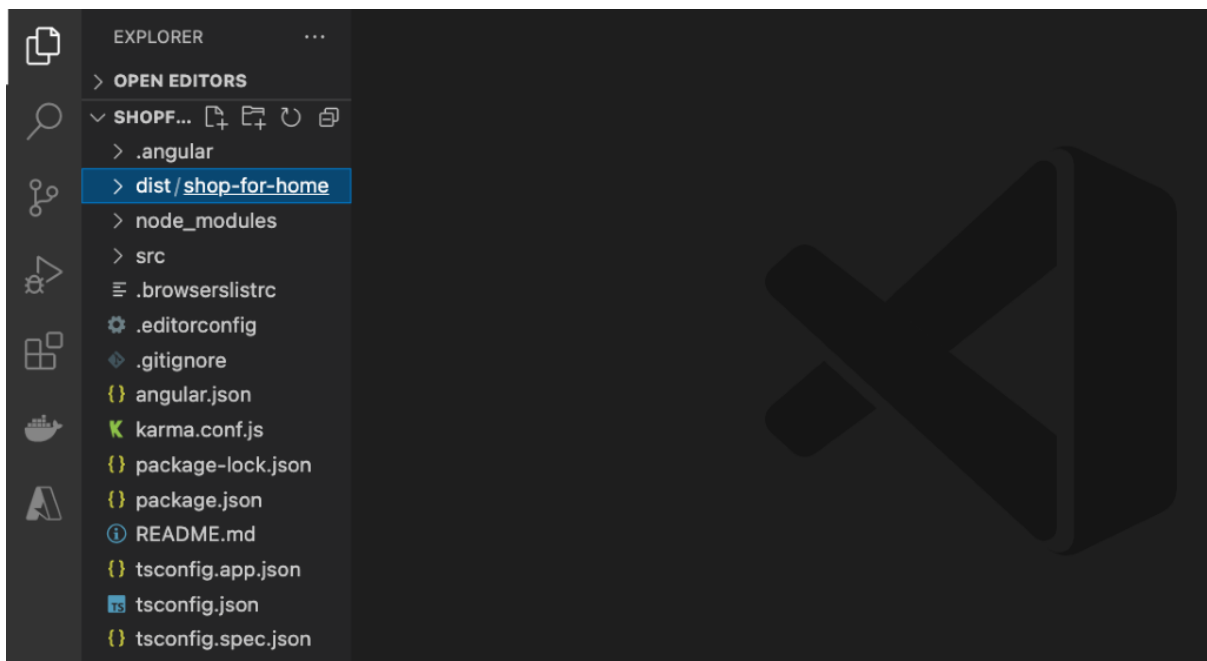 EXPLORER ...
OPEN EDITORS
SHOPF...
.angular
dist/shop-for-home
node_modules
src
.browserslistrc
.editorconfig
.gitignore
{} angular.json
karma.conf.js
{} package-lock.json
{} package.json
README.md
{} tsconfig.app.json
TS tsconfig.json
{} tsconfig.spec.json